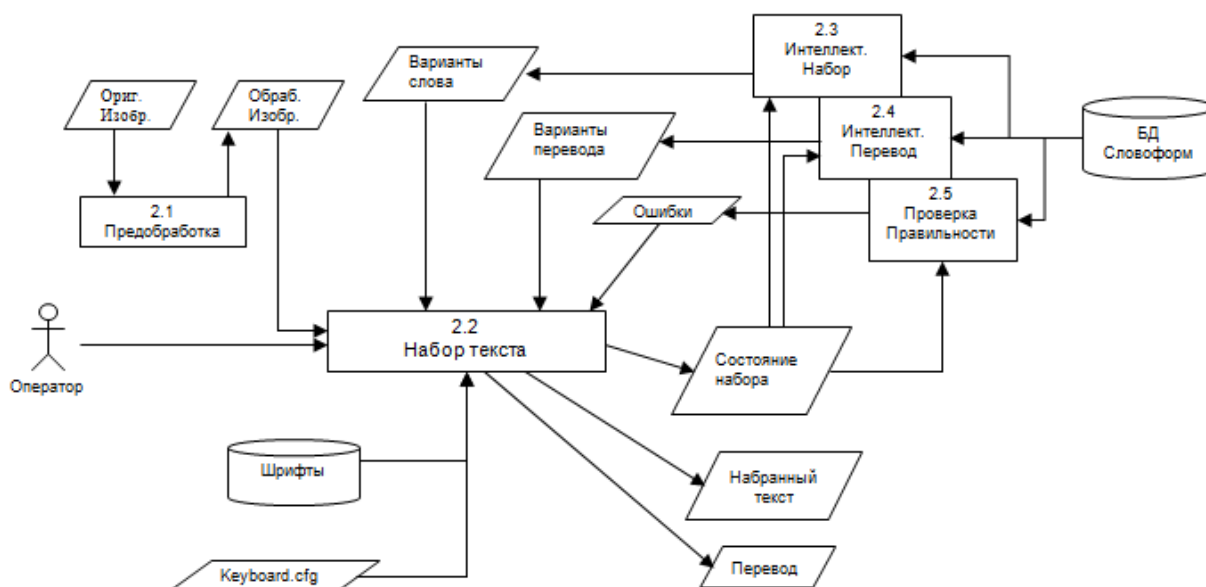 2.3
Интеллект.
Набор
Варианты
слова
Ориг.
Изобр.
Обраб.
Изобр.
2.4
Интеллект.
Перевод
Варианты
перевода
БД
Словоформ
2.5
Проверка
Правильности
Ошибки
2.1
Предобработка
2.2
Набор текста
Оператор
Состояние
набора
Шрифты
Набранный
текст
Перевод
Keyboard.cfg